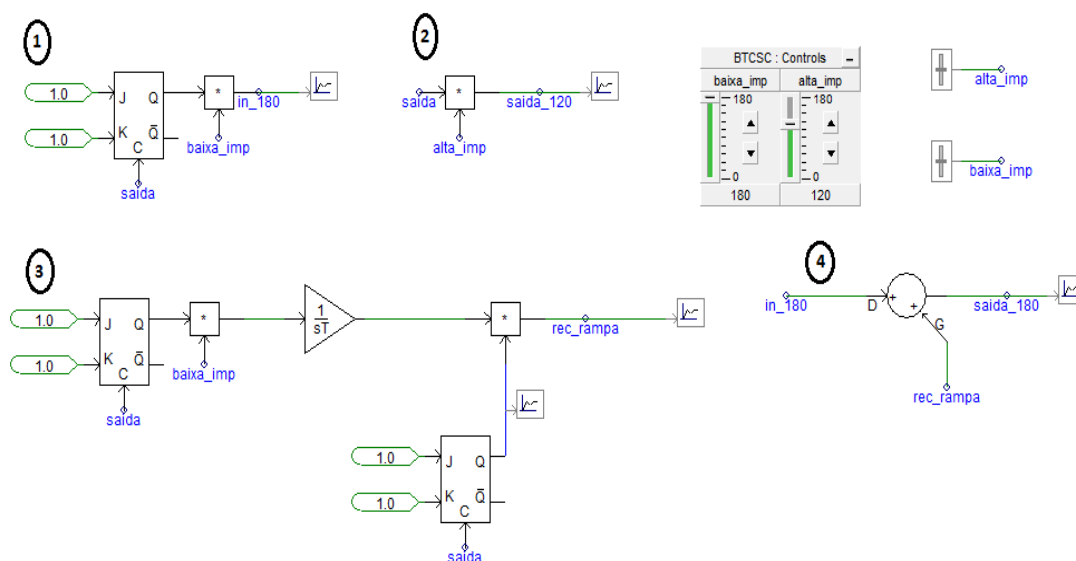 1
1.0
1.0
J Q
K Q̄
C
*
in_180
baixa_imp
saida
2
saida
*
saida_120
alta_imp
BTCSC : Controls
baixa_imp alta_imp
180 180
0 0
180 120
alta_imp
baixa_imp
3
1.0
1.0
J Q
K Q̄
C
*
baixa_imp
saida
1
sT
*
rec_rampa
1.0
1.0
J Q
K Q̄
C
saida
4
in_180
D + +
G
saida_180
rec_rampa